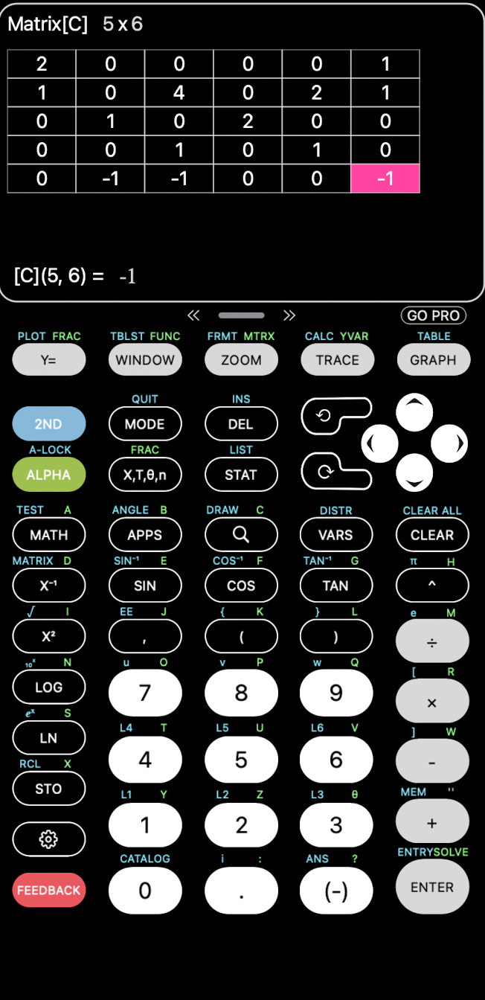 Matrix[C] 5 x 6
2 0 0 0 0 1
1 0 4 0 2 1
0 1 0 2 0 0
0 0 1 0 1 0
0 -1 -1 0 0 -1
[C](5, 6) = -1
GO PRO
PLOT FRAC TBLST FUNC FRMT MTRX CALC YVAR TABLE
Y= WINDOW ZOOM TRACE GRAPH
QUIT INS
2ND MODE DEL
A-LOCK FRAC LIST
ALPHA X,T,θ,n STAT
TEST A ANGLE B DRAW C DISTR CLEAR ALL
MATH APPS VARS CLEAR
MATRIX D SIN⁻¹ E COS⁻¹ F TAN⁻¹ G π H
X⁻¹ SIN COS TAN ^
√ I EE J { K } L e M
X² , ( ) ÷
10ˣ N u O v P w Q [ R
LOG 7 8 9 ×
eˣ S L4 T L5 U L6 V ] W
LN 4 5 6 -
RCL X L1 Y L2 Z L3 θ MEM "
STO 1 2 3 +
CATALOG i : ANS ? ENTRY SOLVE
FEEDBACK 0 . (-) ENTER